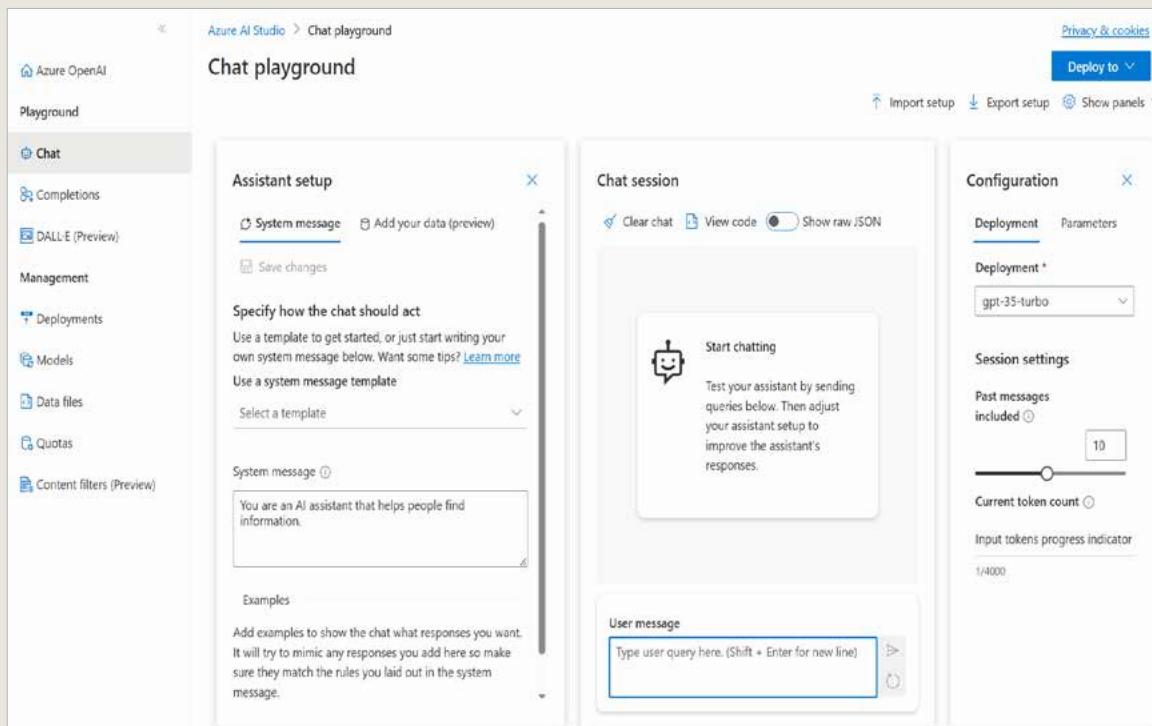 Azure AI Studio > Chat playground
Privacy & cookies
Chat playground
Deploy to
Import setup
Export setup
Show panels
Azure OpenAI
Playground
Chat
Completions
DALL·E (Preview)
Management
Deployments
Models
Data files
Quotas
Content filters (Preview)
Assistant setup
System message
Add your data (preview)
Save changes
Specify how the chat should act
Use a template to get started, or just start writing your
own system message below. Want some tips? Learn more
Use a system message template
Select a template
System message
You are an AI assistant that helps people find
information.
Examples
Add examples to show the chat what responses you want.
It will try to mimic any responses you add here so make
sure they match the rules you laid out in the system
message.
Chat session
Clear chat
View code
Show raw JSON
Start chatting
Test your assistant by sending
queries below. Then adjust
your assistant setup to
improve the assistant's
responses.
User message
Type user query here. (Shift + Enter for new line)
Configuration
Deployment
Parameters
Deployment *
gpt-35-turbo
Session settings
Past messages
included
10
Current token count
Input tokens progress indicator
1/4000